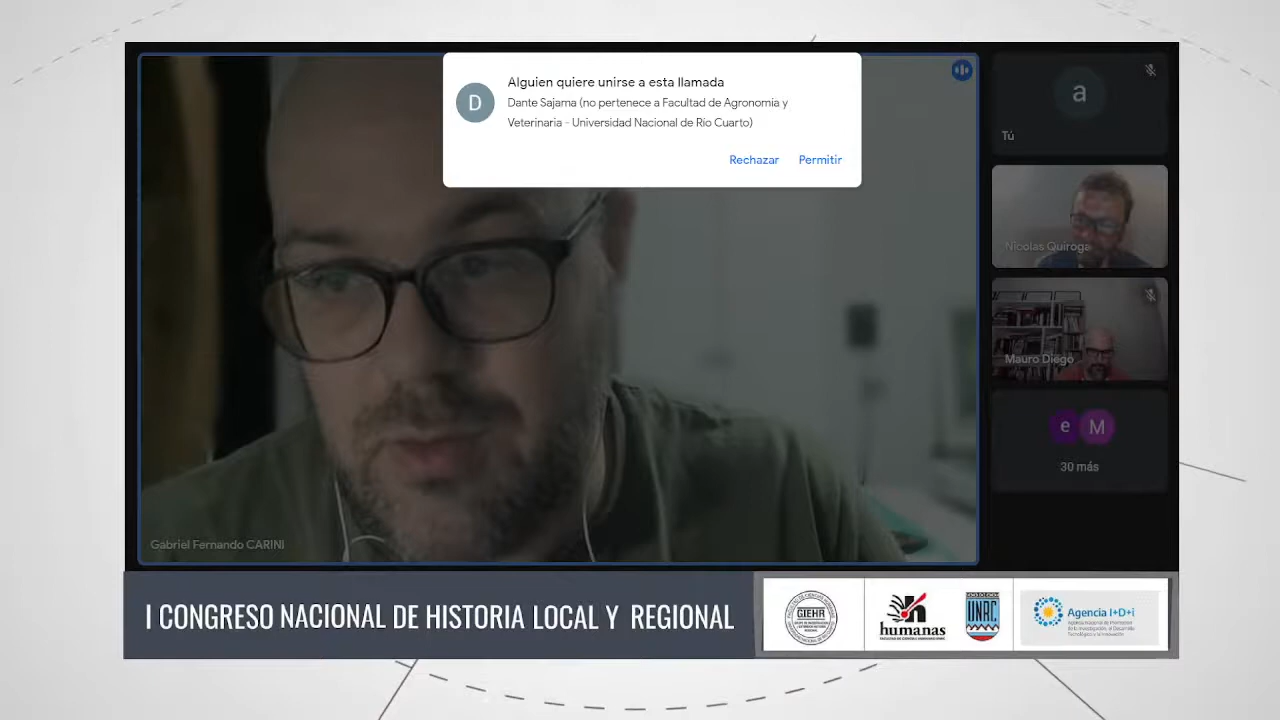 Alguien quiere unirse a esta llamada
D
Dante Sajama (no pertenece a Facultad de Agronomía y
Veterinaria - Universidad Nacional de Río Cuarto)
Rechazar
Permitir
a
Tú
Nicolas Quiroga
Mauro Diego
e
M
30 más
Gabriel Fernando CARINI
I CONGRESO NACIONAL DE HISTORIA LOCAL Y REGIONAL
GIEHR
humanas
UNRC
Agencia I+D+i